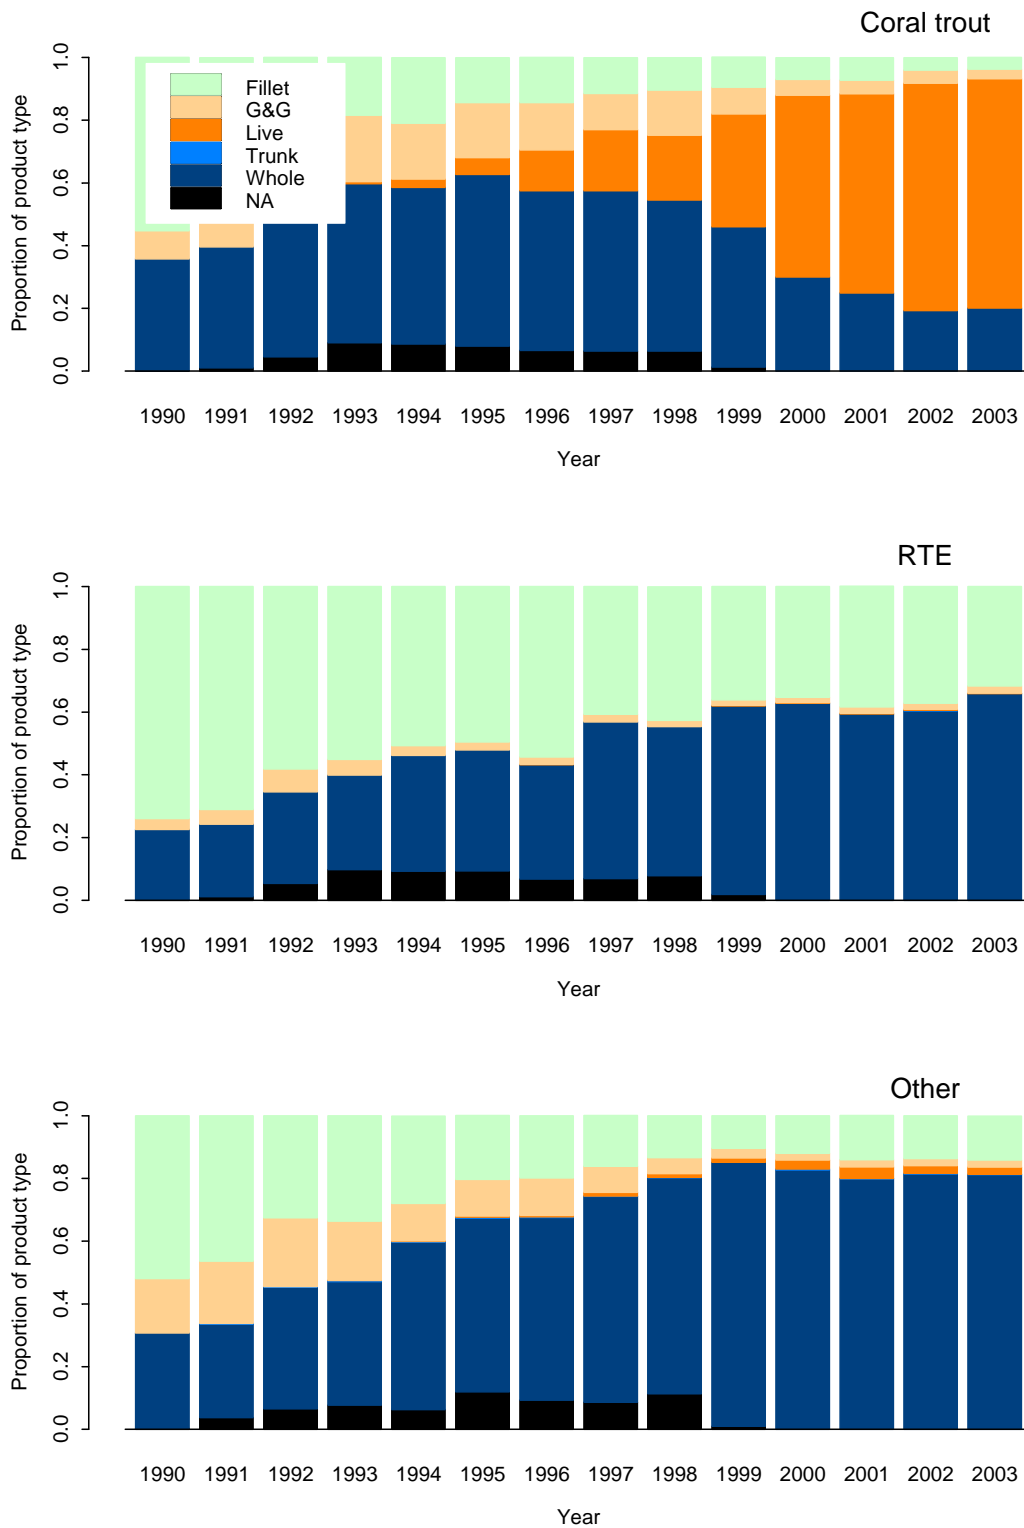 Coral trout
Proportion of product type
1.0
0.8
0.6
0.4
0.2
0.0
Fillet
G&G
Live
Trunk
Whole
NA
1990 1991 1992 1993 1994 1995 1996 1997 1998 1999 2000 2001 2002 2003
Year
RTE
Proportion of product type
1.0
0.8
0.6
0.4
0.2
0.0
1990 1991 1992 1993 1994 1995 1996 1997 1998 1999 2000 2001 2002 2003
Year
Other
Proportion of product type
1.0
0.8
0.6
0.4
0.2
0.0
1990 1991 1992 1993 1994 1995 1996 1997 1998 1999 2000 2001 2002 2003
Year